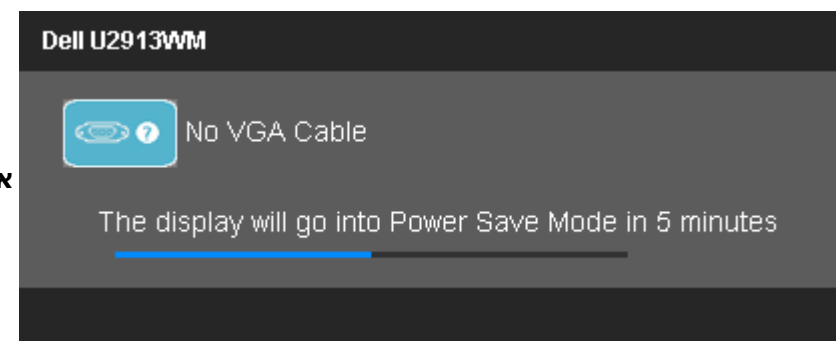 Dell U2913WM
? No VGA Cable
א
The display will go into Power Save Mode in 5 minutes